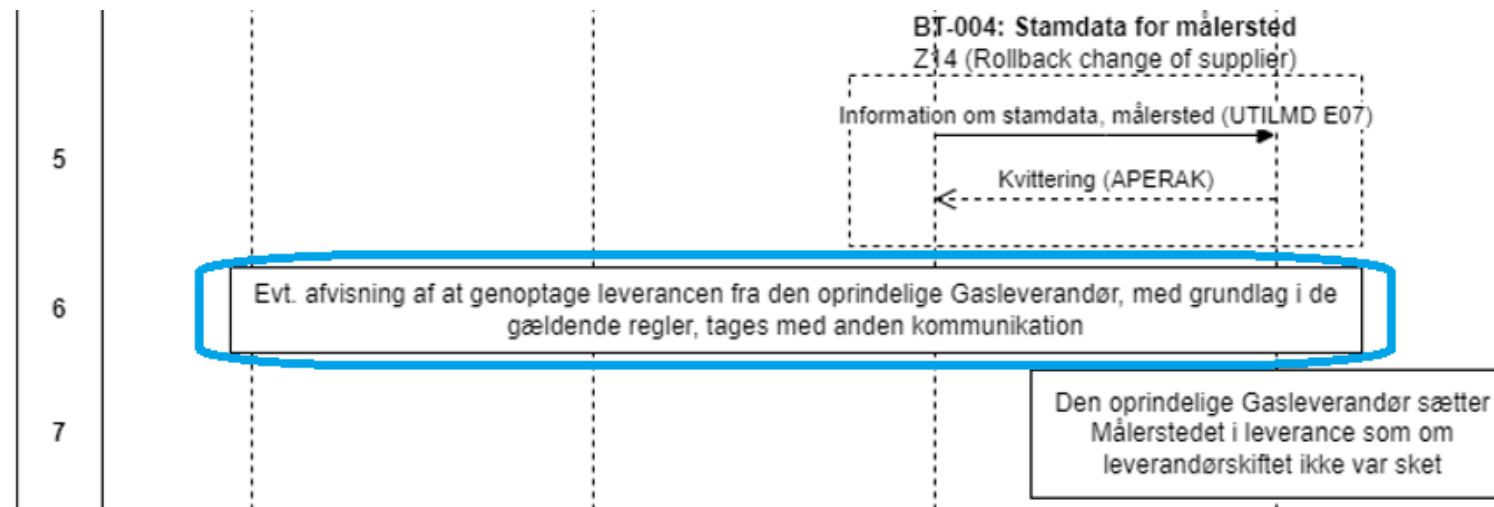 BT-004: Stamdata for målersted
Z14 (Rollback change of supplier)
Information om stamdata, målersted (UTILMD E07)
5
Kvittering (APERAK)
6
Evt. afvisning af at genoptage leverancen fra den oprindelige Gasleverandør, med grundlag i de
gældende regler, tages med anden kommunikation
7
Den oprindelige Gasleverandør sætter
Målerstedet i leverance som om
leverandørskiftet ikke var sket